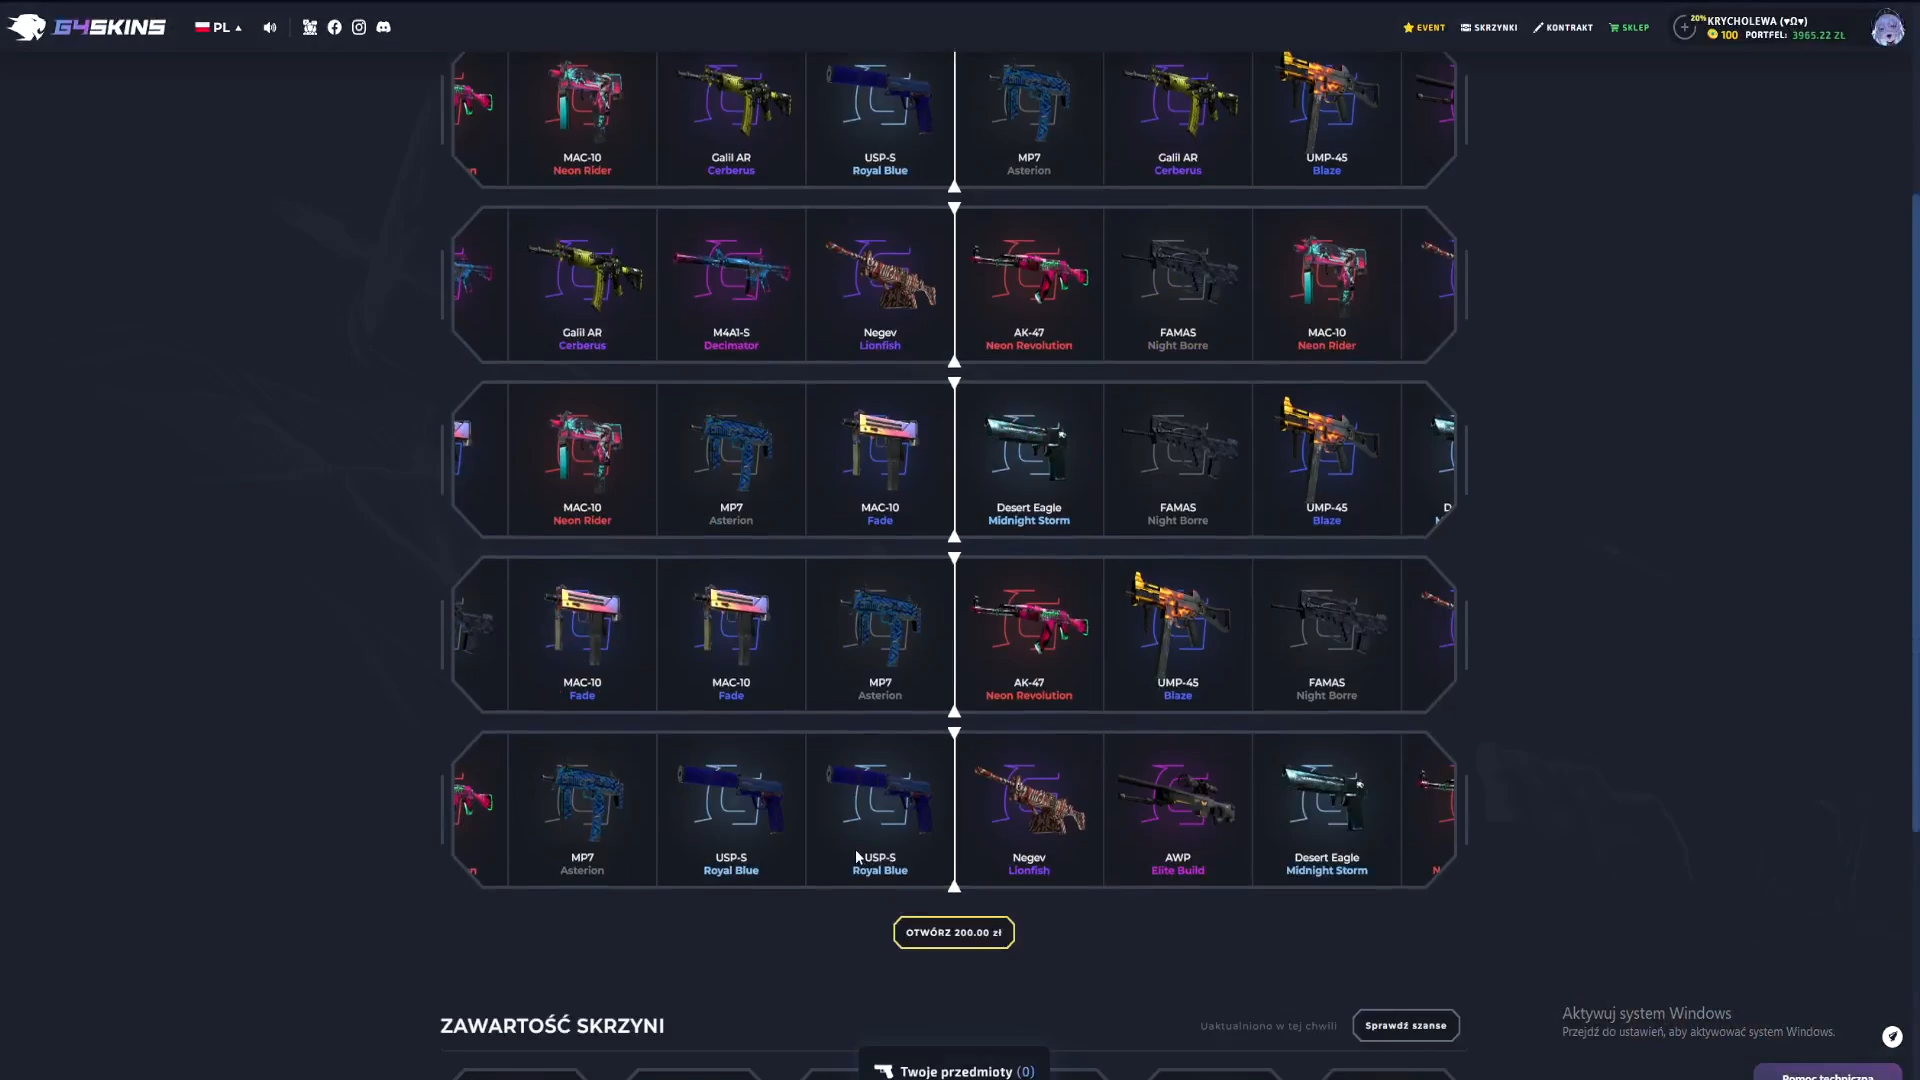 G4SKINS PL EVENT SKRZYNKI KONTRAKT SKLEP 20% KRYCHOLEWA (▼Ω▼)
100 PORTFEL: 3965.22 ZŁ
MAC-10 Galil AR USP-S MP7 Galil AR UMP-45
Neon Rider Cerberus Royal Blue Asterion Cerberus Blaze
Galil AR M4A1-S Negev AK-47 FAMAS MAC-10
Cerberus Decimator Lionfish Neon Revolution Night Borre Neon Rider
MAC-10 MP7 MAC-10 Desert Eagle FAMAS UMP-45
Neon Rider Asterion Fade Midnight Storm Night Borre Blaze
MAC-10 MAC-10 MP7 AK-47 UMP-45 FAMAS
Fade Fade Asterion Neon Revolution Blaze Night Borre
MP7 USP-S USP-S Negev AWP Desert Eagle
Asterion Royal Blue Royal Blue Lionfish Elite Build Midnight Storm
OTWÓRZ 200.00 zł
ZAWARTOŚĆ SKRZYNI
Uaktualniono w tej chwili
Sprawdź szanse
Aktywuj system Windows
Przejdź do ustawień, aby aktywować system Windows.
Twoje przedmioty (0)
Pomoc techniczna